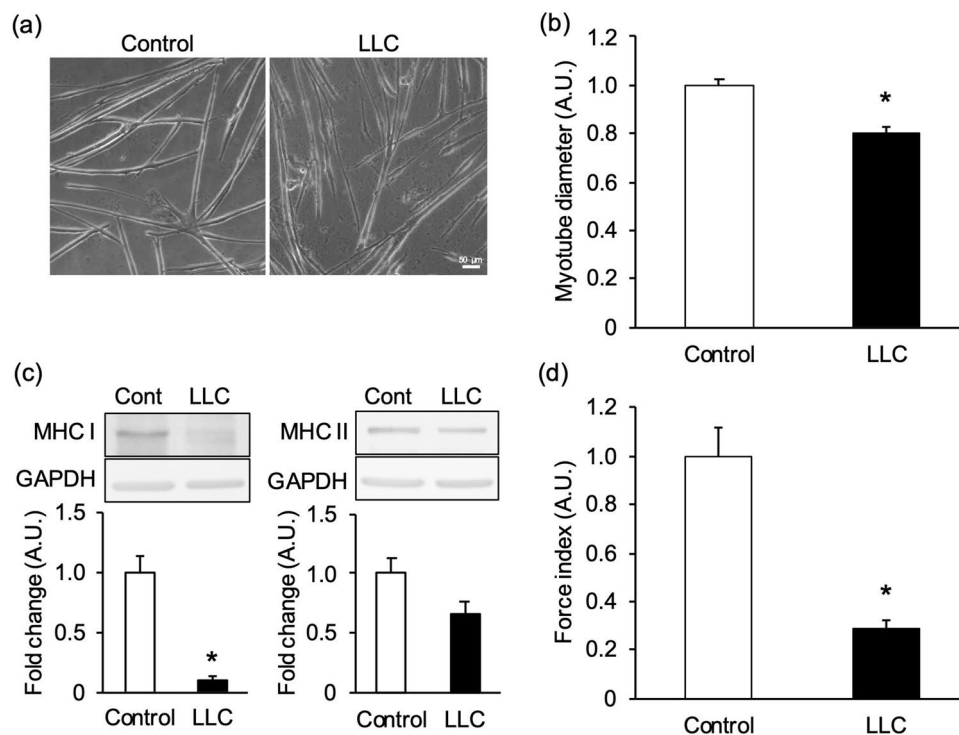 (a)
Control
LLC
50 µm
(b)
Myotube diameter (A.U.)
1.2
1.0
0.8
0.6
0.4
0.2
0
*
Control
LLC
(c)
Cont
LLC
MHC I
GAPDH
Fold change (A.U.)
1.5
1.0
0.5
0
*
Control
LLC
Cont
LLC
MHC II
GAPDH
Fold change (A.U.)
1.5
1.0
0.5
0
Control
LLC
(d)
Force index (A.U.)
1.2
1.0
0.8
0.6
0.4
0.2
0
*
Control
LLC